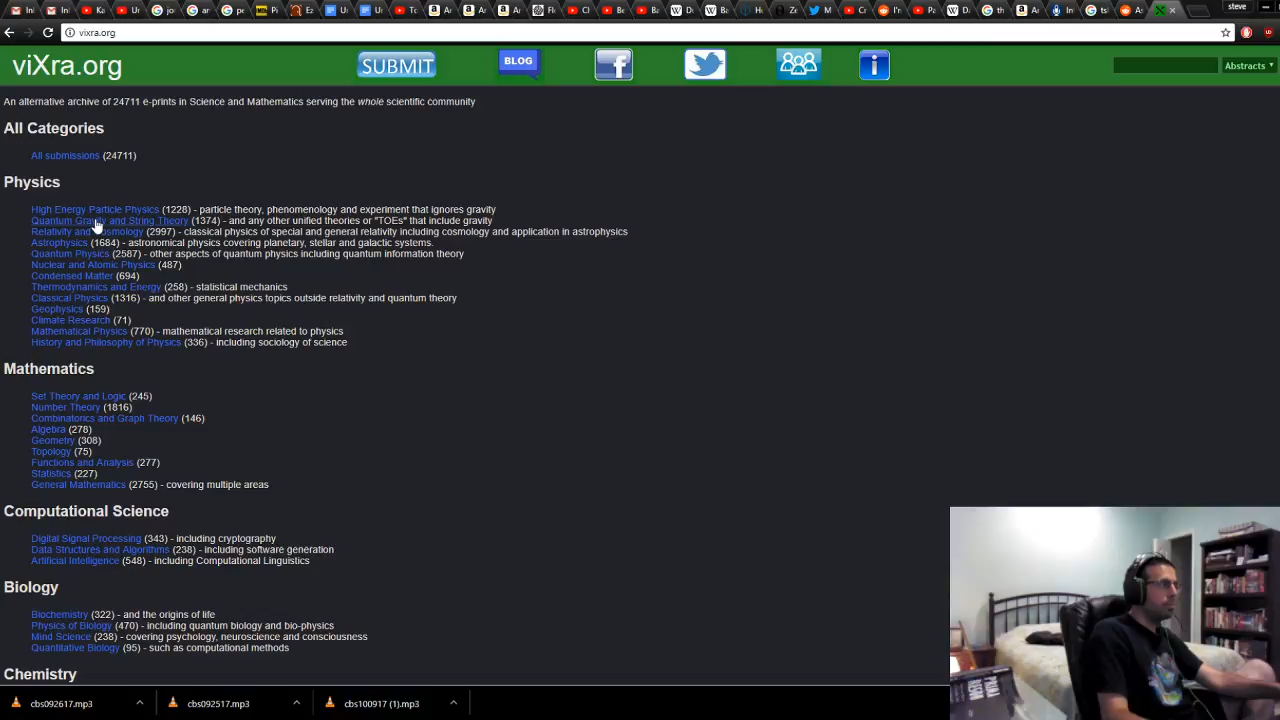 steve
vixra.org
viXra.org
SUBMIT
BLOG
Abstracts
An alternative archive of 24711 e-prints in Science and Mathematics serving the whole scientific community
All Categories
All submissions (24711)
Physics
High Energy Particle Physics (1228) - particle theory, phenomenology and experiment that ignores gravity
Quantum Gravity and String Theory (1374) - and any other unified theories or "TOEs" that include gravity
Relativity and Cosmology (2997) - classical physics of special and general relativity including cosmology and application in astrophysics
Astrophysics (1684) - astronomical physics covering planetary, stellar and galactic systems.
Quantum Physics (2587) - other aspects of quantum physics including quantum information theory
Nuclear and Atomic Physics (487)
Condensed Matter (694)
Thermodynamics and Energy (258) - statistical mechanics
Classical Physics (1316) - and other general physics topics outside relativity and quantum theory
Geophysics (159)
Climate Research (71)
Mathematical Physics (770) - mathematical research related to physics
History and Philosophy of Physics (336) - including sociology of science
Mathematics
Set Theory and Logic (245)
Number Theory (1816)
Combinatorics and Graph Theory (146)
Algebra (278)
Geometry (308)
Topology (75)
Functions and Analysis (277)
Statistics (227)
General Mathematics (2755) - covering multiple areas
Computational Science
Digital Signal Processing (343) - including cryptography
Data Structures and Algorithms (238) - including software generation
Artificial Intelligence (548) - including Computational Linguistics
Biology
Biochemistry (322) - and the origins of life
Physics of Biology (470) - including quantum biology and bio-physics
Mind Science (238) - covering psychology, neuroscience and consciousness
Quantitative Biology (95) - such as computational methods
Chemistry
cbs092617.mp3
cbs092517.mp3
cbs100917 (1).mp3